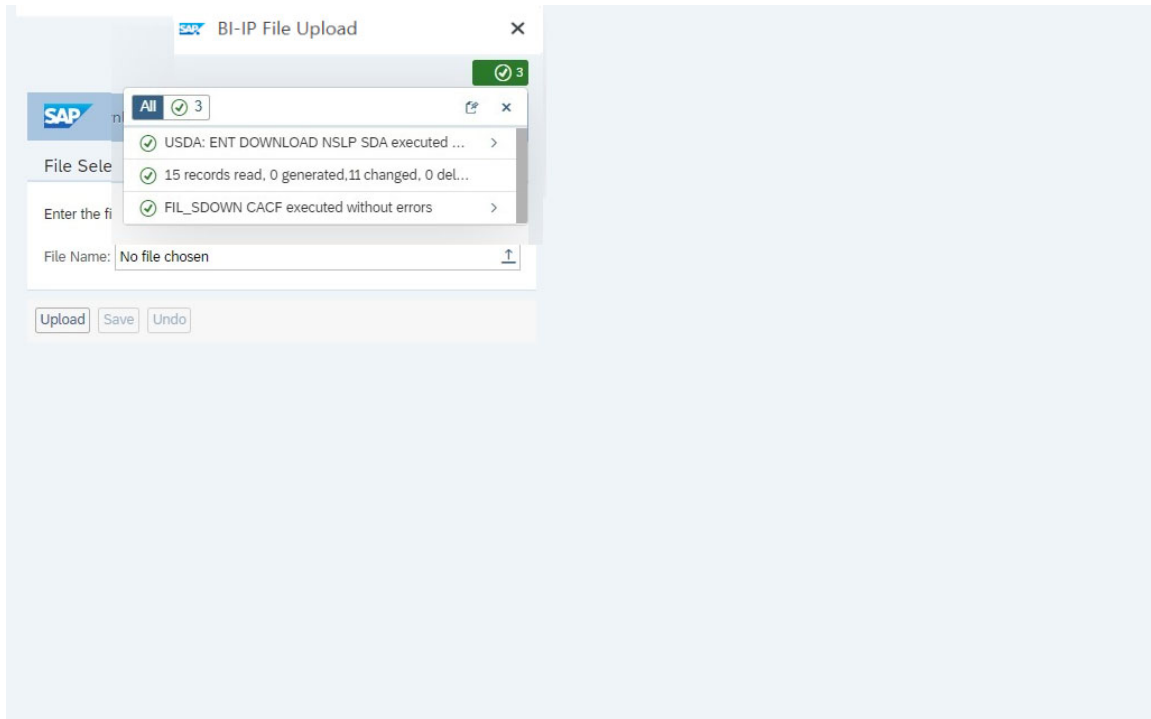 SAP BI-IP File Upload
3
All 3
SAP
USDA: ENT DOWNLOAD NSLP SDA executed ...
File Sele
15 records read, 0 generated,11 changed, 0 del...
Enter the fi
FIL_SDOWN CACF executed without errors
File Name: No file chosen
Upload Save Undo